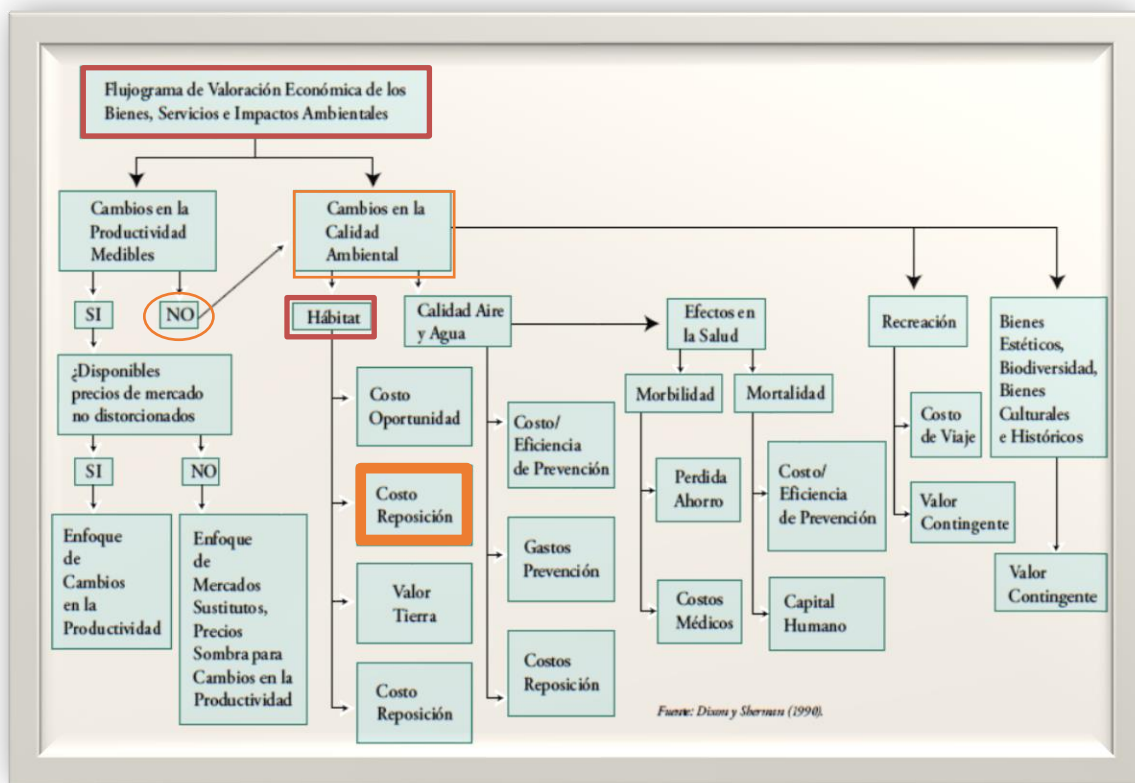 Flujograma de Valoración Económica de los
Bienes, Servicios e Impactos Ambientales
Cambios en la
Productividad
Medibles
Cambios en la
Calidad
Ambiental
SI
NO
Hábitat
Calidad Aire
y Agua
Efectos en
la Salud
Recreación
Bienes
Estéticos,
Biodiversidad,
Bienes
Culturales
e Históricos
¿Disponibles
precios de mercado
no distorcionados
Costo
Oportunidad
Costo/
Eficiencia
de Prevención
Morbilidad
Mortalidad
Costo
de Viaje
SI
NO
Costo
Reposición
Perdida
Ahorro
Costo/
Eficiencia
de Prevención
Valor
Contingente
Enfoque
de
Cambios
en la
Productividad
Enfoque
de
Mercados
Sustitutos,
Precios
Sombra para
Cambios en la
Productividad
Valor
Tierra
Gastos
Prevención
Costos
Médicos
Capital
Humano
Valor
Contingente
Costo
Reposición
Costos
Reposición
Fuente: Dixon y Sherman (1990).